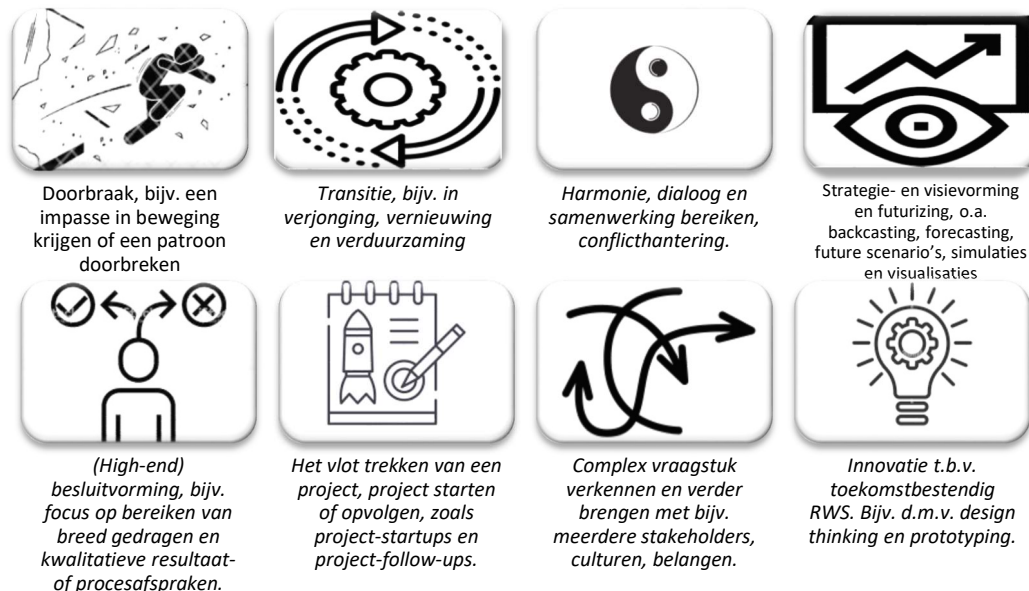 Doorbraak, bijv. een
impasse in beweging
krijgen of een patroon
doorbreken
Transitie, bijv. in
verjonging, vernieuwing
en verduurzaming
Harmonie, dialoog en
samenwerking bereiken,
conflicthantering.
Strategie- en visievorming
en futurizing, o.a.
backcasting, forecasting,
future scenario’s, simulaties
en visualisaties
(High-end)
besluitvorming, bijv.
focus op bereiken van
breed gedragen en
kwalitatieve resultaat-
of procesafspraken.
Het vlot trekken van een
project, project starten
of opvolgen, zoals
project-startups en
project-follow-ups.
Complex vraagstuk
verkennen en verder
brengen met bijv.
meerdere stakeholders,
culturen, belangen.
Innovatie t.b.v.
toekomstbestendig
RWS. Bijv. d.m.v. design
thinking en prototyping.